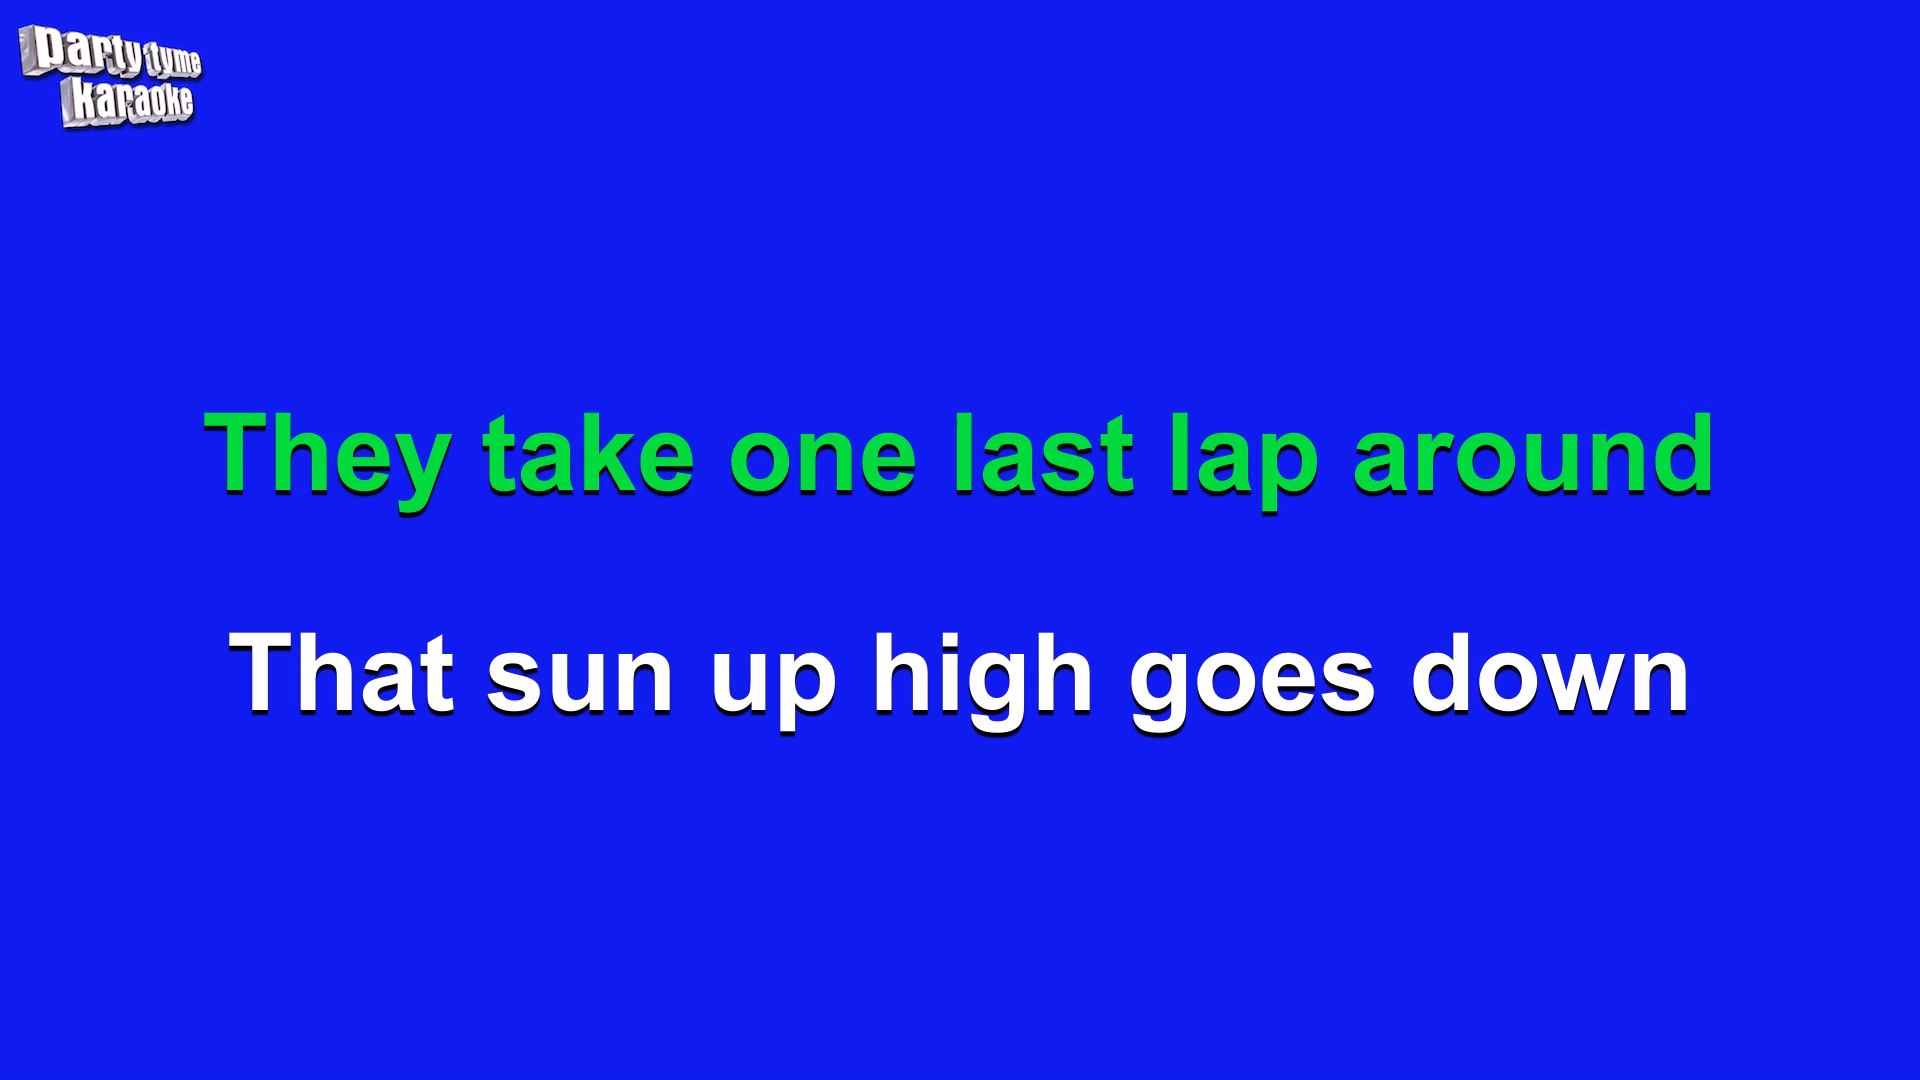 party tyme
karaoke
They take one last lap around
That sun up high goes down